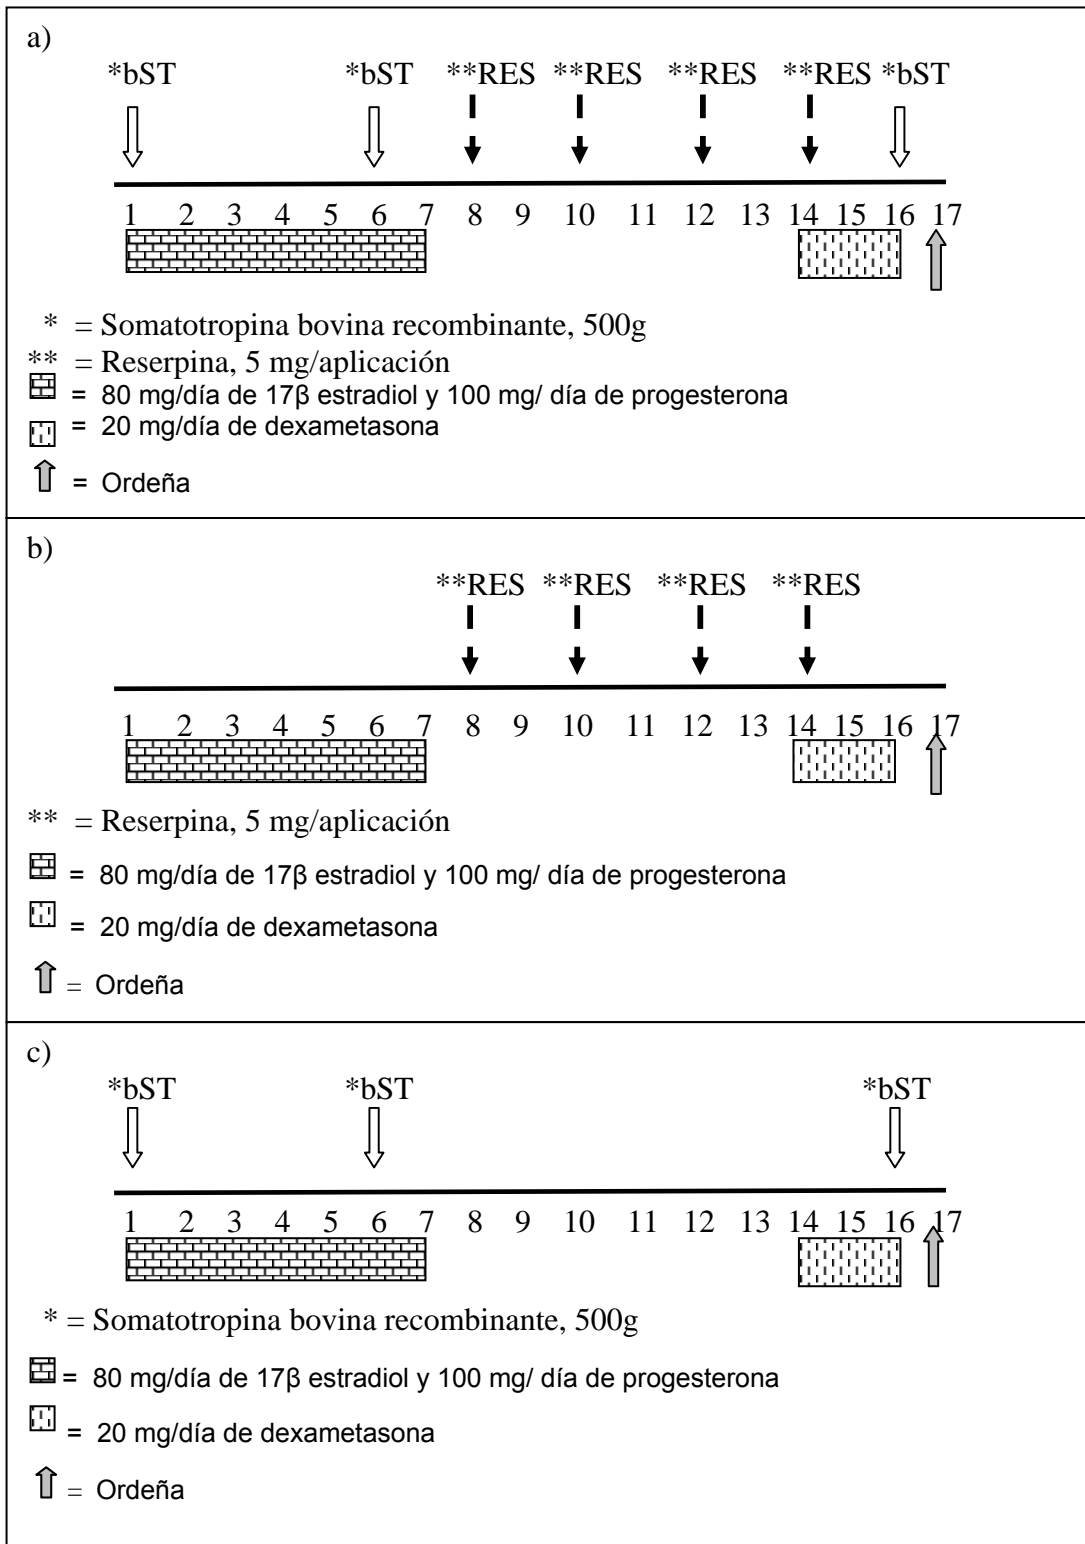 a)
*bST *bST **RES **RES **RES **RES *bST
1 2 3 4 5 6 7 8 9 10 11 12 13 14 15 16 17
* = Somatotropina bovina recombinante, 500g
** = Reserpina, 5 mg/aplicación
= 80 mg/día de 17β estradiol y 100 mg/ día de progesterona
= 20 mg/día de dexametasona
= Ordeña
b)
**RES **RES **RES **RES
1 2 3 4 5 6 7 8 9 10 11 12 13 14 15 16 17
** = Reserpina, 5 mg/aplicación
= 80 mg/día de 17β estradiol y 100 mg/ día de progesterona
= 20 mg/día de dexametasona
= Ordeña
c)
*bST *bST *bST
1 2 3 4 5 6 7 8 9 10 11 12 13 14 15 16 17
* = Somatotropina bovina recombinante, 500g
= 80 mg/día de 17β estradiol y 100 mg/ día de progesterona
= 20 mg/día de dexametasona
= Ordeña